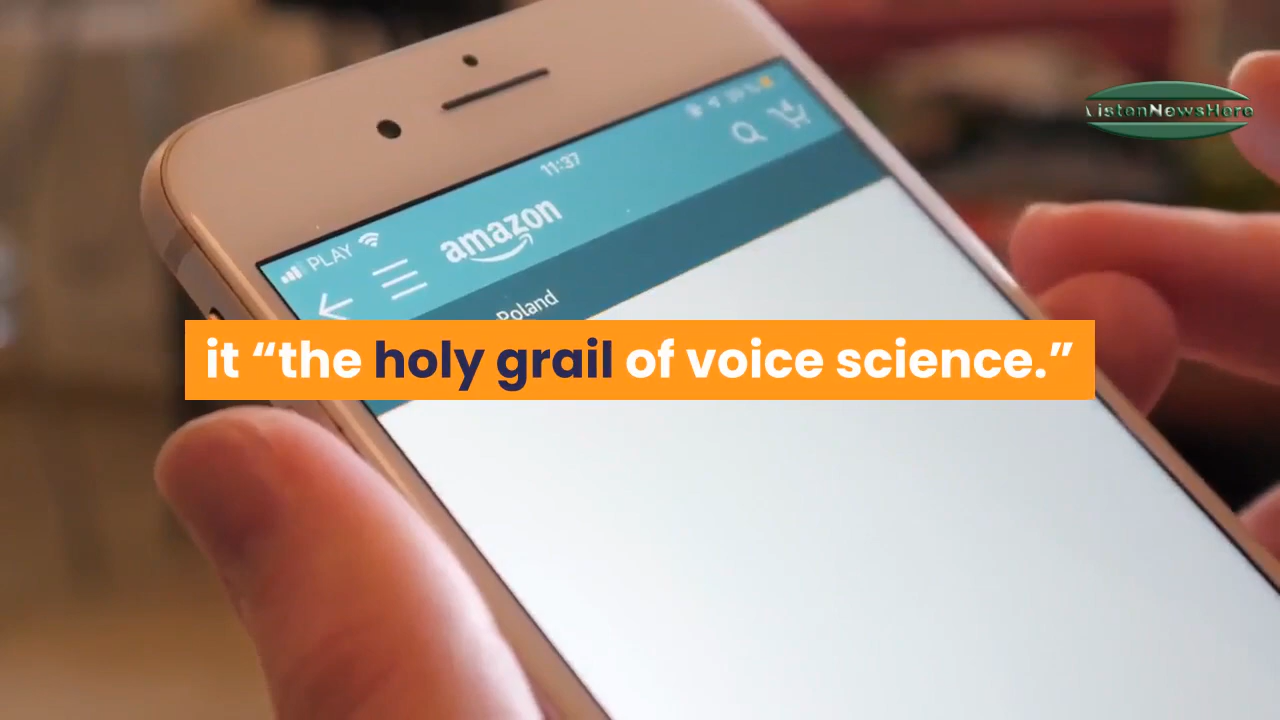 ListenNewsHere
11:37
PLAY
amazon
Poland
it “the holy grail of voice science.”